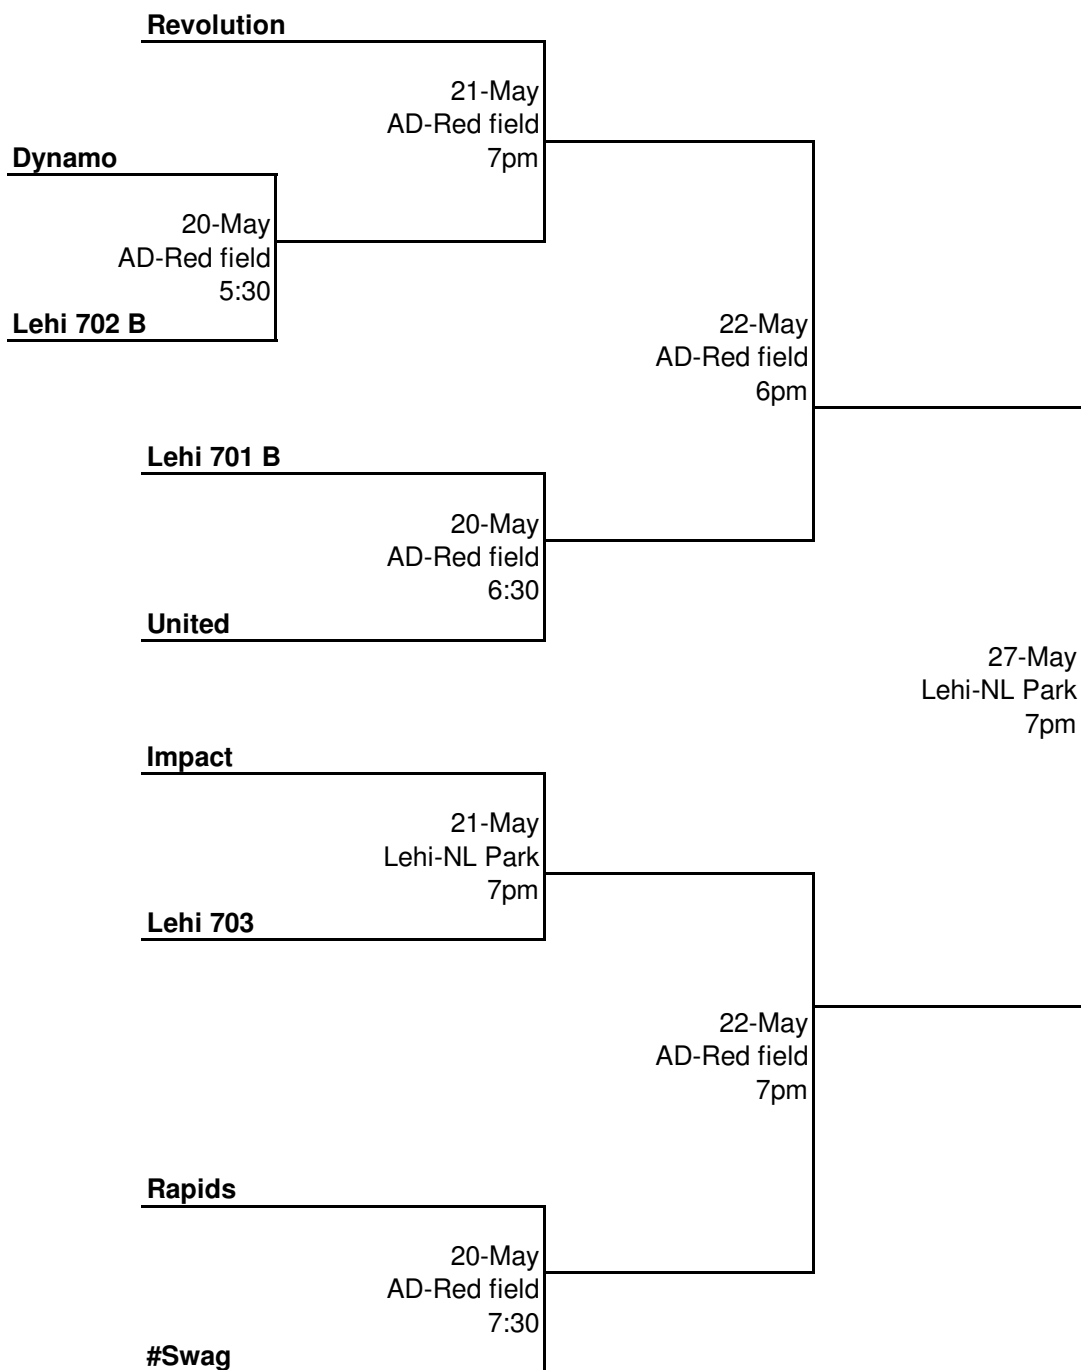 Revolution
21-May
AD-Red field
7pm
Dynamo
20-May
AD-Red field
5:30
Lehi 702 B
22-May
AD-Red field
6pm
Lehi 701 B
20-May
AD-Red field
6:30
United
27-May
Lehi-NL Park
7pm
Impact
21-May
Lehi-NL Park
7pm
Lehi 703
22-May
AD-Red field
7pm
Rapids
20-May
AD-Red field
7:30
#Swag